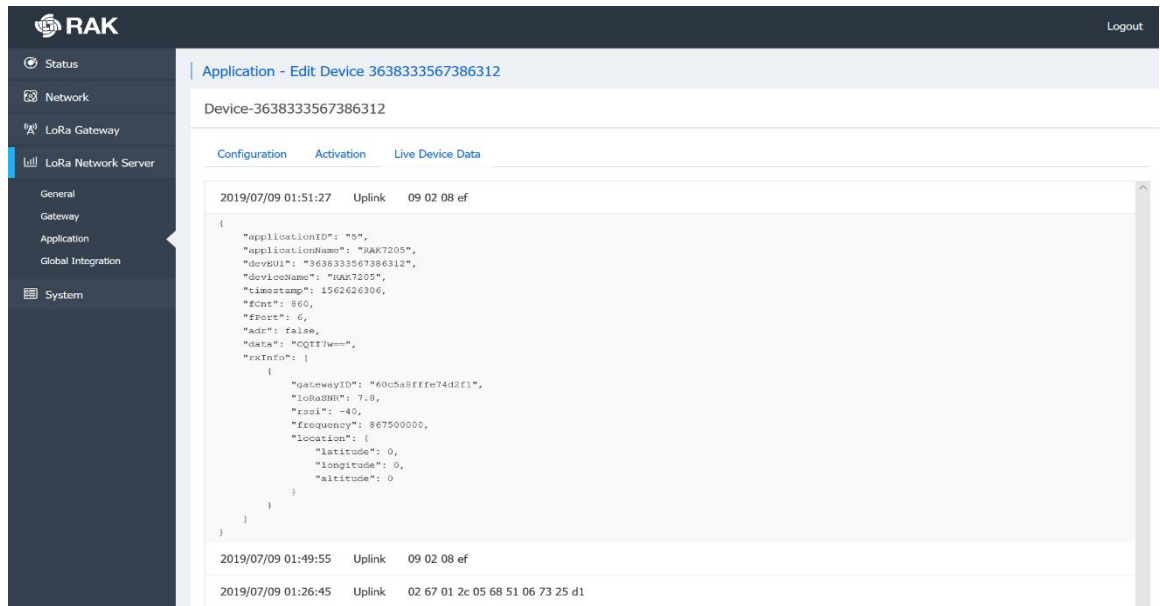 RAK
Logout
Status
Network
LoRa Gateway
LoRa Network Server
General
Gateway
Application
Global Integration
System
Application - Edit Device 3638333567386312
Device-3638333567386312
Configuration Activation Live Device Data
2019/07/09 01:51:27 Uplink 09 02 08 ef
{
"applicationID": "5",
"applicationName": "RAK7205",
"devEUI": "3638333567386312",
"deviceName": "RAK7205",
"timestamp": 1562626306,
"fCnt": 860,
"fPort": 6,
"adr": false,
"data": "CQII7w==",
"rxInfo": [
{
"gatewayID": "60c5a8fffe74d2f1",
"loRaSNR": 7.8,
"rssi": -40,
"frequency": 867500000,
"location": {
"latitude": 0,
"longitude": 0,
"altitude": 0
}
}
]
}
2019/07/09 01:49:55 Uplink 09 02 08 ef
2019/07/09 01:26:45 Uplink 02 67 01 2c 05 68 51 06 73 25 d1